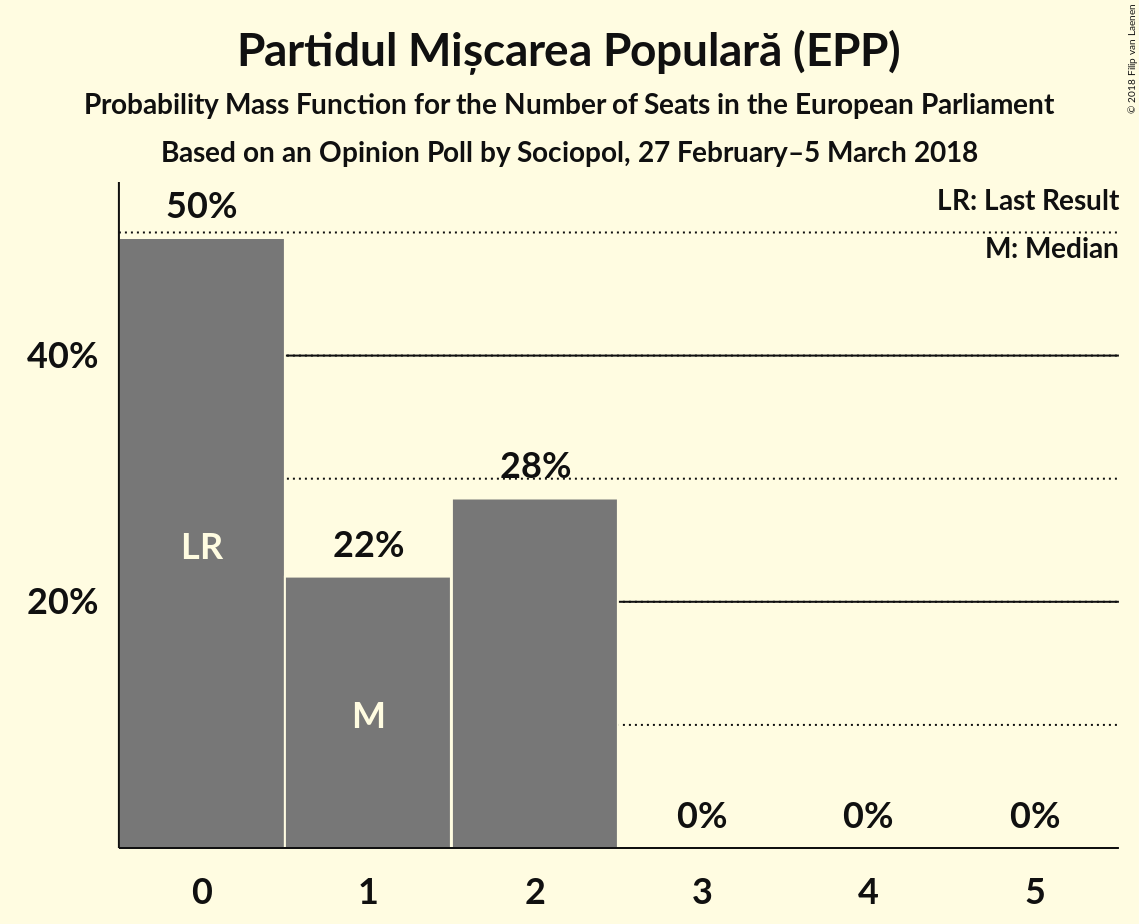 Partidul Mișcarea Populară (EPP)
Probability Mass Function for the Number of Seats in the European Parliament
Based on an Opinion Poll by Sociopol, 27 February–5 March 2018
© 2018 Filip van Laenen
LR: Last Result
M: Median
50%
40%
28%
22%
20%
LR
M
0%
0%
0%
0
1
2
3
4
5